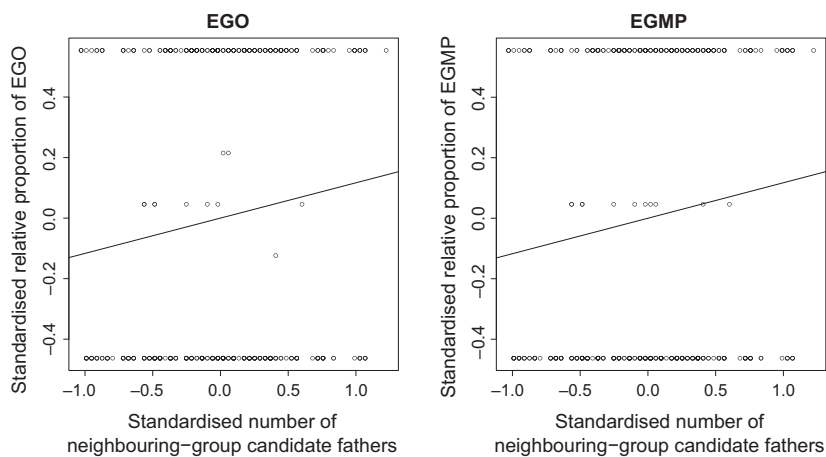 EGO
Standardised relative proportion of EGO
0.4
0.2
0.0
−0.2
−0.4
−1.0 −0.5 0.0 0.5 1.0
Standardised number of
neighbouring−group candidate fathers
EGMP
Standardised relative proportion of EGMP
0.4
0.2
0.0
−0.2
−0.4
−1.0 −0.5 0.0 0.5 1.0
Standardised number of
neighbouring−group candidate fathers